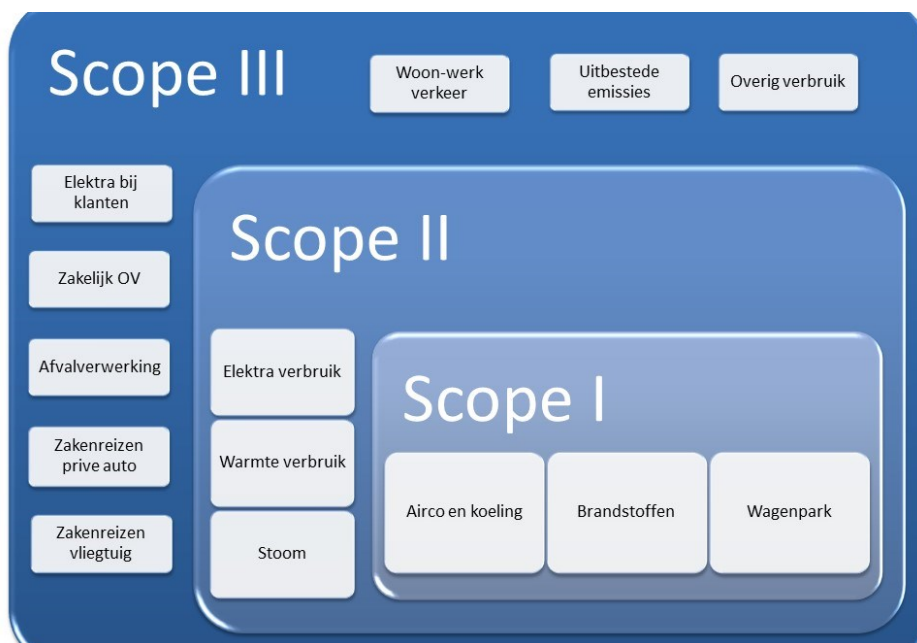 Scope III
Woon-werk
verkeer
Uitbestede
emissies
Overig verbruik
Elektra bij
klanten
Zakelijk OV
Afvalverwerking
Zakenreizen
prive auto
Zakenreizen
vliegtuig
Scope II
Elektra verbruik
Warmte verbruik
Stoom
Scope I
Airco en koeling
Brandstoffen
Wagenpark